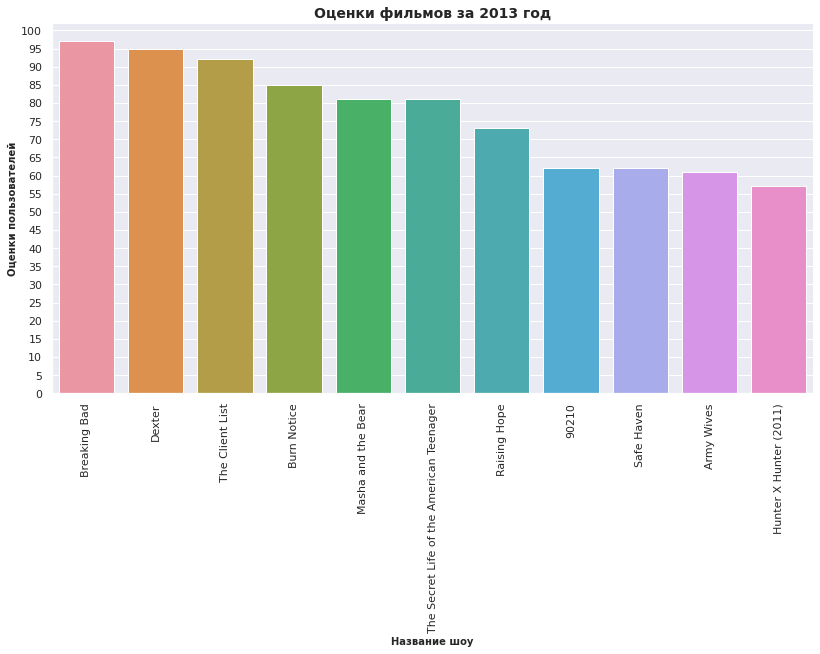 Оценки фильмов за 2013 год
Оценки пользователей
100
95
90
85
80
75
70
65
60
55
50
45
40
35
30
25
20
15
10
5
0
Breaking Bad
Dexter
The Client List
Burn Notice
Masha and the Bear
The Secret Life of the American Teenager
Raising Hope
90210
Safe Haven
Army Wives
Hunter X Hunter (2011)
Название шоу